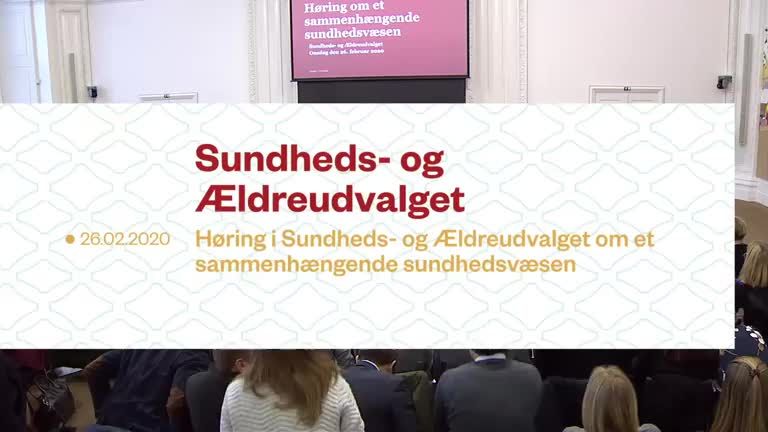 Høring om et
sammenhængende
sundhedsvæsen
Sundheds- og Ældreudvalget
Onsdag den 26. februar 2020
Sundheds- og
Ældreudvalget
26.02.2020
Høring i Sundheds- og Ældreudvalget om et
sammenhængende sundhedsvæsen